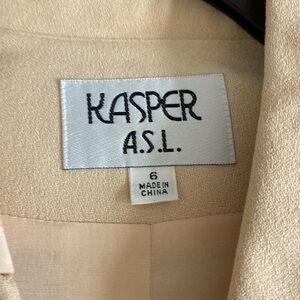 KASPER
A.S.L.
6
MADE IN
CHINA